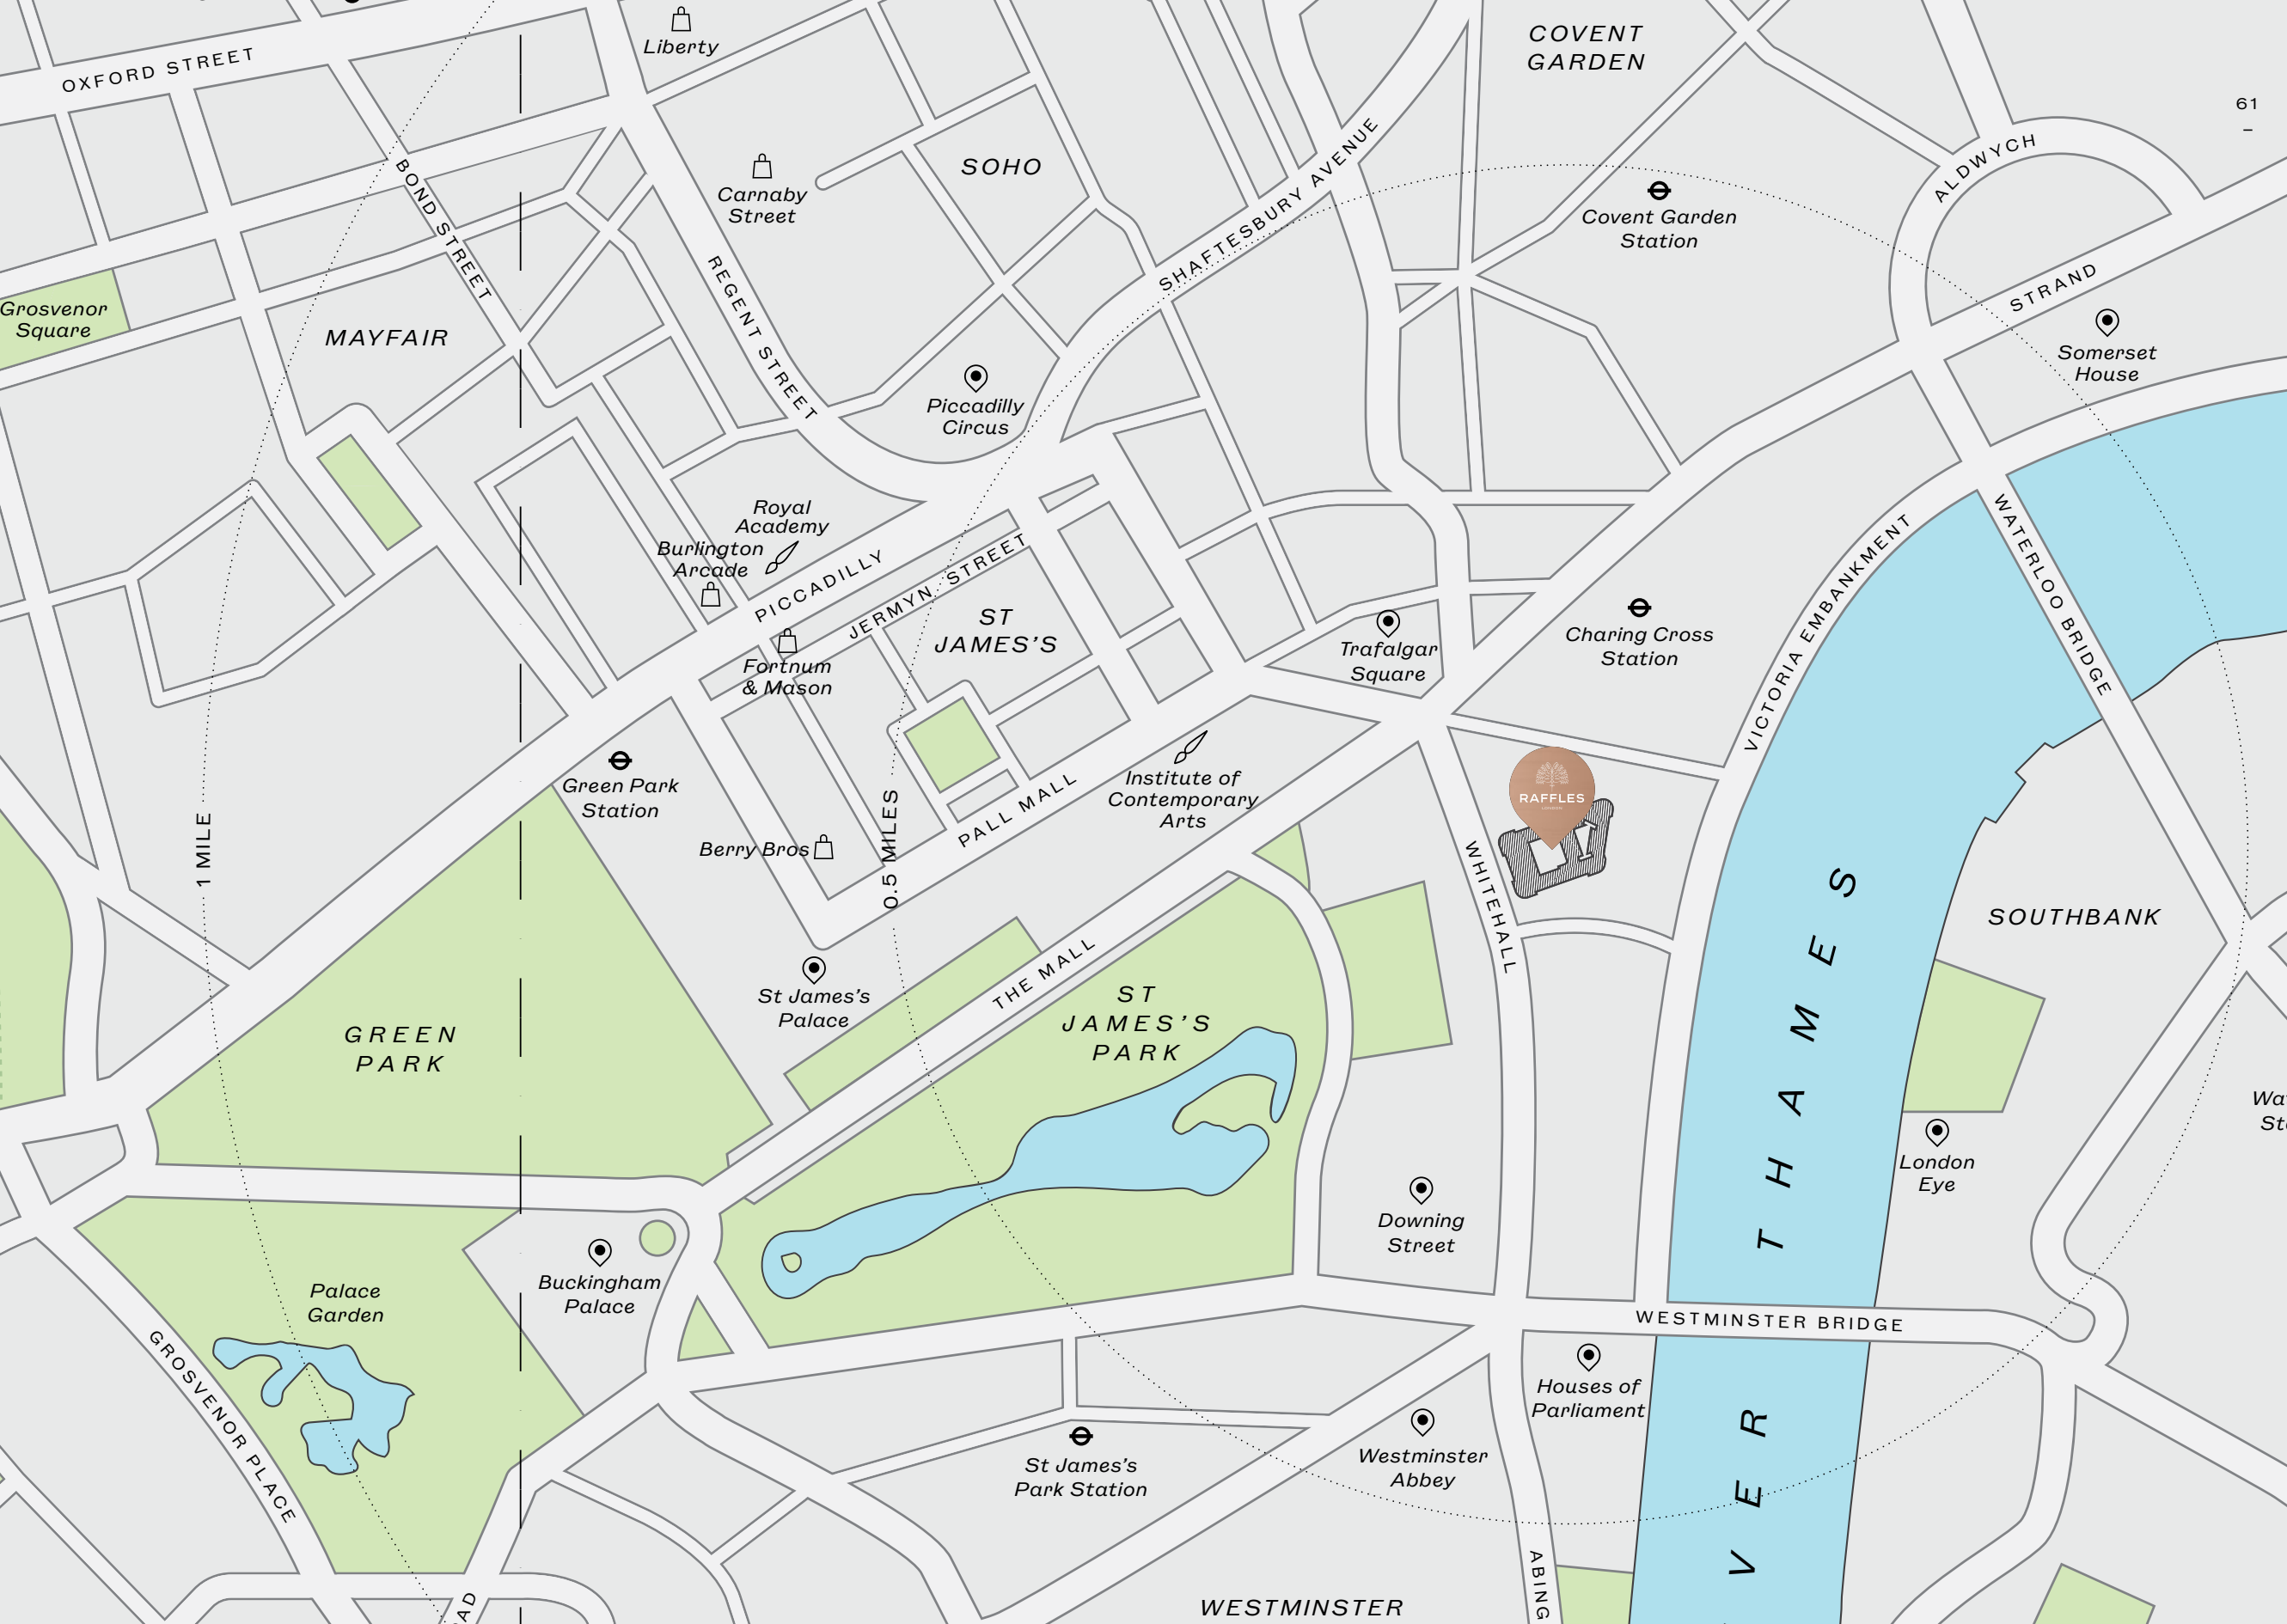 Liberty
COVENT
GARDEN
OXFORD STREET
61
–
BOND STREET
Carnaby
Street
SOHO
SHAFTESBURY AVENUE
Covent Garden
Station
ALDWYCH
STRAND
Grosvenor
Square
MAYFAIR
REGENT STREET
Piccadilly
Circus
Somerset
House
Royal
Academy
Burlington
Arcade
PICCADILLY
JERMYN STREET
Fortnum
& Mason
ST
JAMES'S
Trafalgar
Square
Charing Cross
Station
VICTORIA EMBANKMENT
WATERLOO BRIDGE
Green Park
Station
Institute of
Contemporary
Arts
PALL MALL
RAFFLES
LONDON
1 MILE
0.5 MILES
Berry Bros
WHITEHALL
SOUTHBANK
THE MALL
St James's
Palace
ST
JAMES'S
PARK
GREEN
PARK
THAMES
London
Eye
Downing
Street
Buckingham
Palace
Palace
Garden
WESTMINSTER BRIDGE
GROSVENOR PLACE
Houses of
Parliament
VER
Westminster
Abbey
St James's
Park Station
ABING
WESTMINSTER
AD